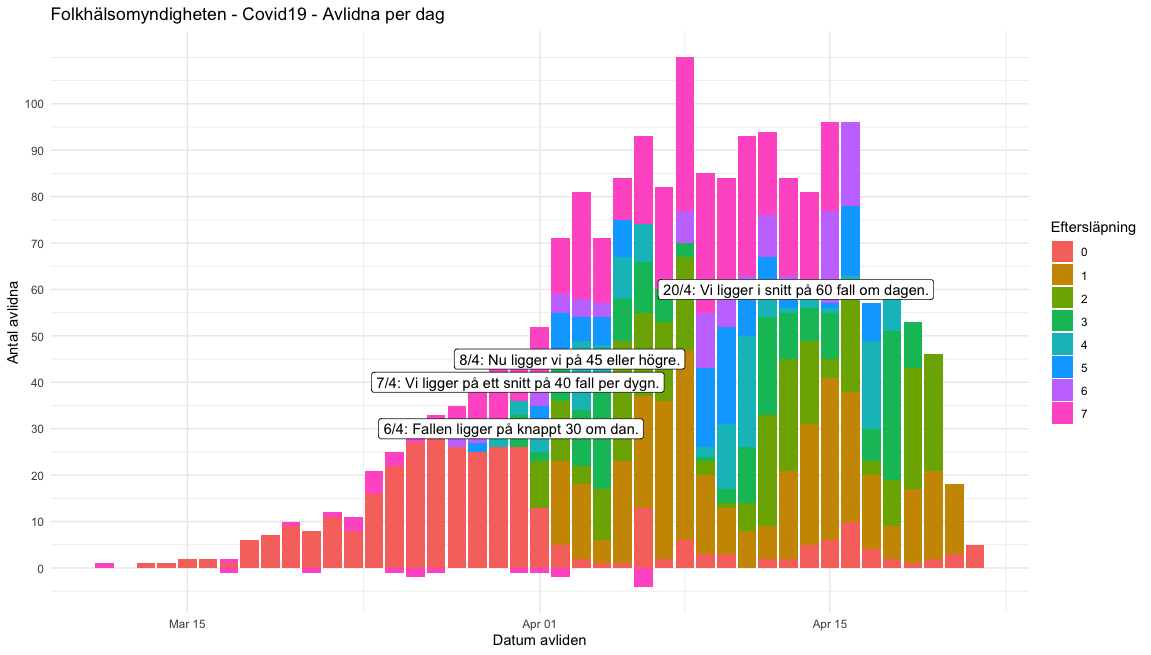 Folkhälsomyndigheten - Covid19 - Avlidna per dag
Antal avlidna
100
90
80
70
60
50
40
30
20
10
0
20/4: Vi ligger i snitt på 60 fall om dagen.
8/4: Nu ligger vi på 45 eller högre.
7/4: Vi ligger på ett snitt på 40 fall per dygn.
6/4: Fallen ligger på knappt 30 om dan.
Mar 15
Apr 01
Apr 15
Datum avliden
Eftersläpning
0
1
2
3
4
5
6
7